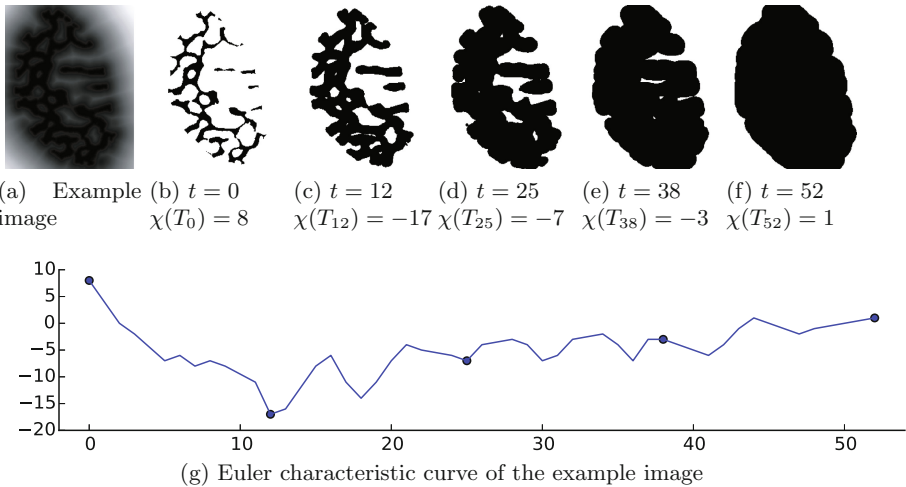 (a) Example image
(b) t = 0
χ(T₀) = 8
(c) t = 12
χ(T₁₂) = −17
(d) t = 25
χ(T₂₅) = −7
(e) t = 38
χ(T₃₈) = −3
(f) t = 52
χ(T₅₂) = 1
10
5
0
−5
−10
−15
−20
0 10 20 30 40 50
(g) Euler characteristic curve of the example image